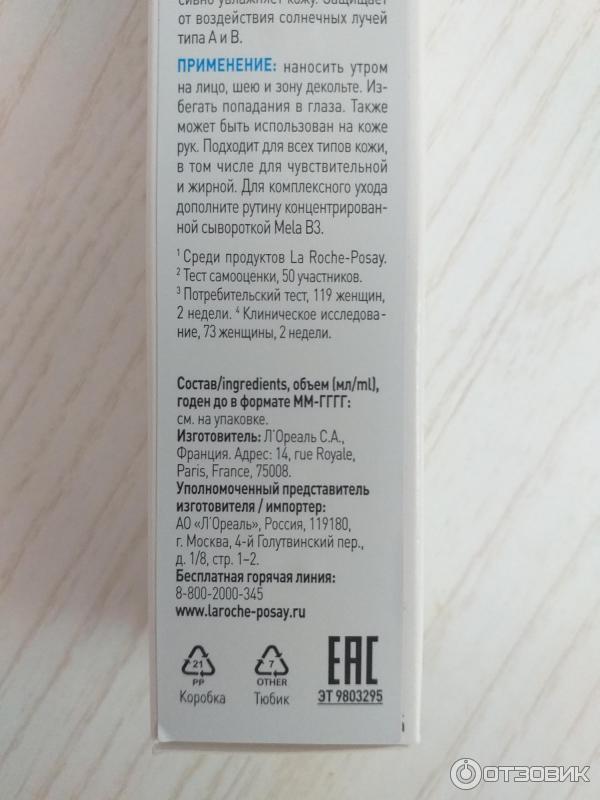 сивно увлажняет кожу. Защищает
от воздействия солнечных лучей
типа А и В.
ПРИМЕНЕНИЕ: наносить утром
на лицо, шею и зону декольте. Из-
бегать попадания в глаза. Также
может быть использован на коже
рук. Подходит для всех типов кожи,
в том числе для чувствительной
и жирной. Для комплексного ухода
дополните рутину концентрирован-
ной сывороткой Mela B3.
¹ Среди продуктов La Roche-Posay.
² Тест самооценки, 50 участников.
³ Потребительский тест, 119 женщин,
2 недели. ⁴ Клиническое исследова-
ние, 73 женщины, 2 недели.
Состав/ingredients, объем (мл/ml),
годен до в формате ММ-ГГГГ:
см. на упаковке.
Изготовитель: Л'Ореаль С.А.,
Франция. Адрес: 14, rue Royale,
Paris, France, 75008.
Уполномоченный представитель
изготовителя / импортер:
АО «Л'Ореаль», Россия, 119180,
г. Москва, 4-й Голутвинский пер.,
д. 1/8, стр. 1–2.
Бесплатная горячая линия:
8-800-2000-345
www.laroche-posay.ru
21
PP
Коробка
7
OTHER
Тюбик
EAC
ЭТ 9803295
ОТЗОВИК